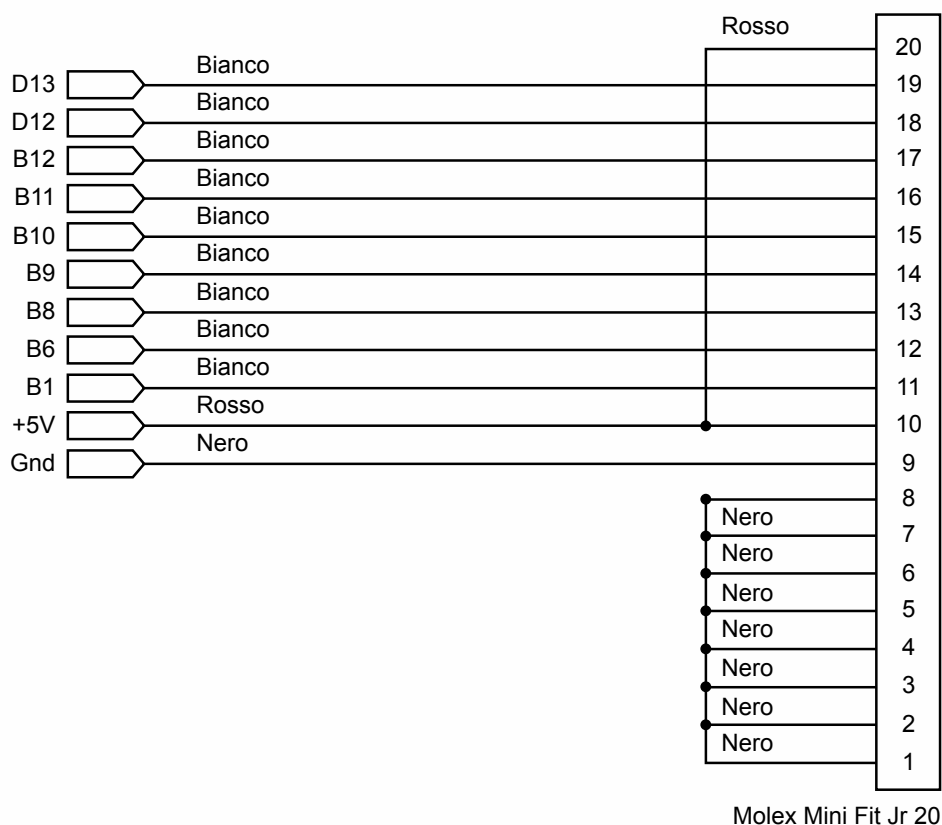 Rosso
20
Bianco
D13
19
Bianco
D12
18
Bianco
B12
17
Bianco
B11
16
Bianco
B10
15
Bianco
B9
14
Bianco
B8
13
Bianco
B6
12
Bianco
B1
11
Rosso
+5V
10
Nero
Gnd
9
8
Nero
7
Nero
6
Nero
5
Nero
4
Nero
3
Nero
2
Nero
1
Molex Mini Fit Jr 20